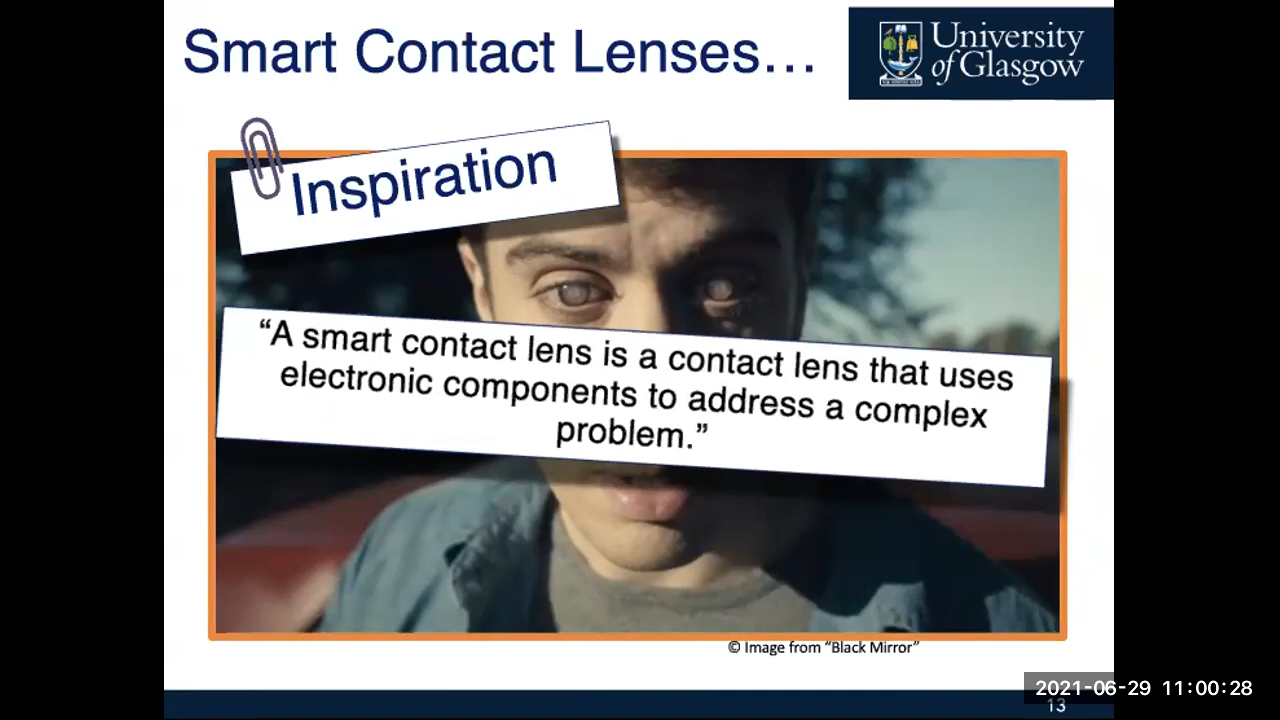 Smart Contact Lenses…
University
of Glasgow
Inspiration
“A smart contact lens is a contact lens that uses
electronic components to address a complex
problem.”
© Image from “Black Mirror”
2021-06-29 11:00:28
13